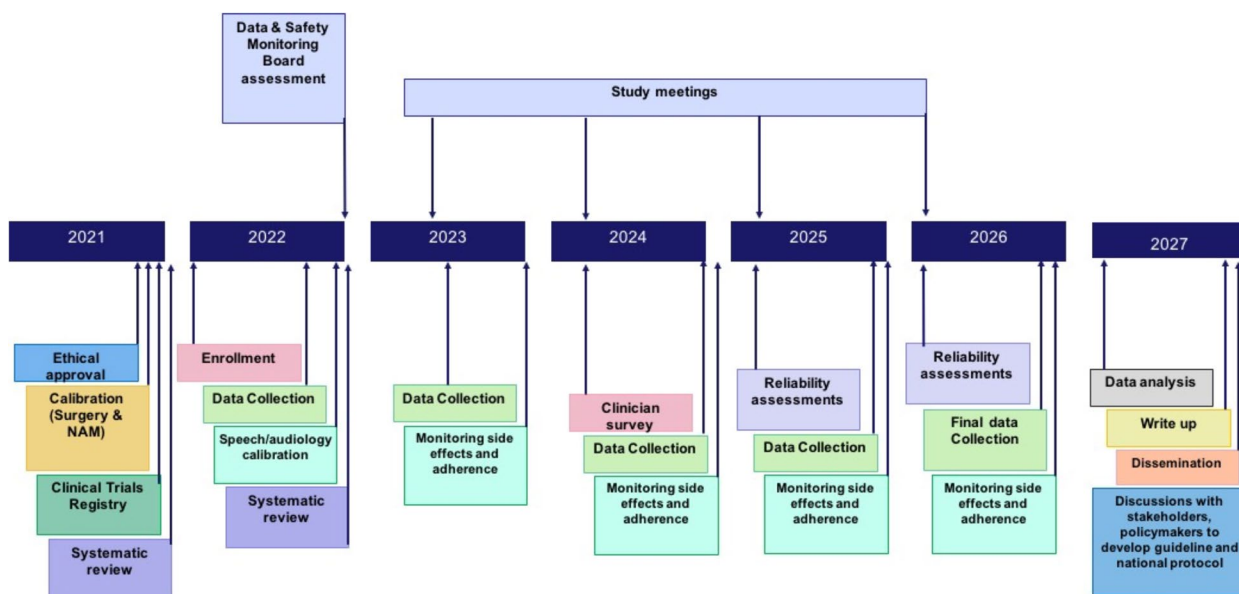 Data & Safety
Monitoring
Board
assessment
Study meetings
2021
2022
2023
2024
2025
2026
2027
Ethical
approval
Calibration
(Surgery &
NAM)
Clinical Trials
Registry
Systematic
review
Enrollment
Data Collection
Speech/audiology
calibration
Systematic
review
Data Collection
Monitoring side
effects and
adherence
Clinician
survey
Data Collection
Monitoring side
effects and
adherence
Reliability
assessments
Data Collection
Monitoring side
effects and
adherence
Reliability
assessments
Final data
Collection
Monitoring side
effects and
adherence
Data analysis
Write up
Dissemination
Discussions with
stakeholders,
policymakers to
develop guideline and
national protocol